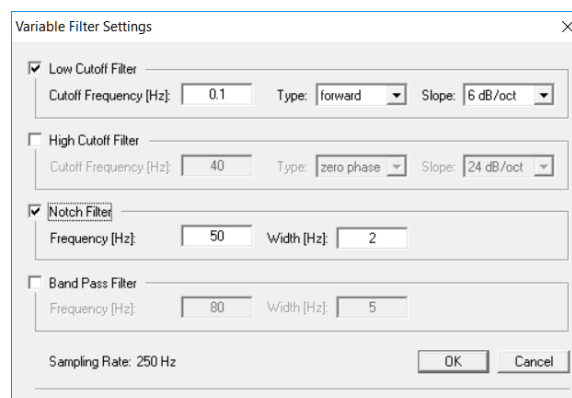 Variable Filter Settings
Low Cutoff Filter
Cutoff Frequency [Hz]: 0.1 Type: forward Slope: 6 dB/oct
High Cutoff Filter
Cutoff Frequency [Hz]: 40 Type: zero phase Slope: 24 dB/oct
Notch Filter
Frequency [Hz]: 50 Width [Hz]: 2
Band Pass Filter
Frequency [Hz]: 80 Width [Hz]: 5
Sampling Rate: 250 Hz OK Cancel